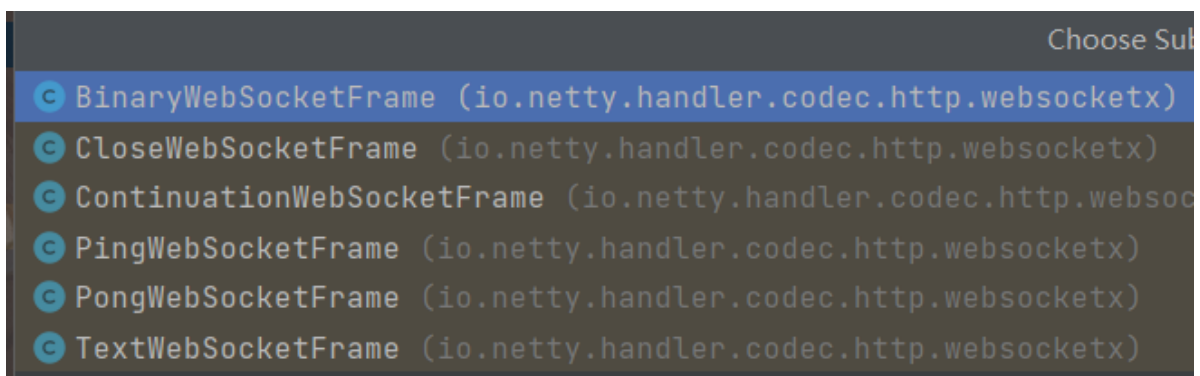 Choose Sub
BinaryWebSocketFrame (io.netty.handler.codec.http.websocketx)
CloseWebSocketFrame (io.netty.handler.codec.http.websocketx)
ContinuationWebSocketFrame (io.netty.handler.codec.http.websoc
PingWebSocketFrame (io.netty.handler.codec.http.websocketx)
PongWebSocketFrame (io.netty.handler.codec.http.websocketx)
TextWebSocketFrame (io.netty.handler.codec.http.websocketx)